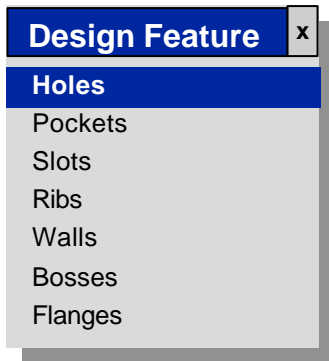 Design Feature x
Holes
Pockets
Slots
Ribs
Walls
Bosses
Flanges